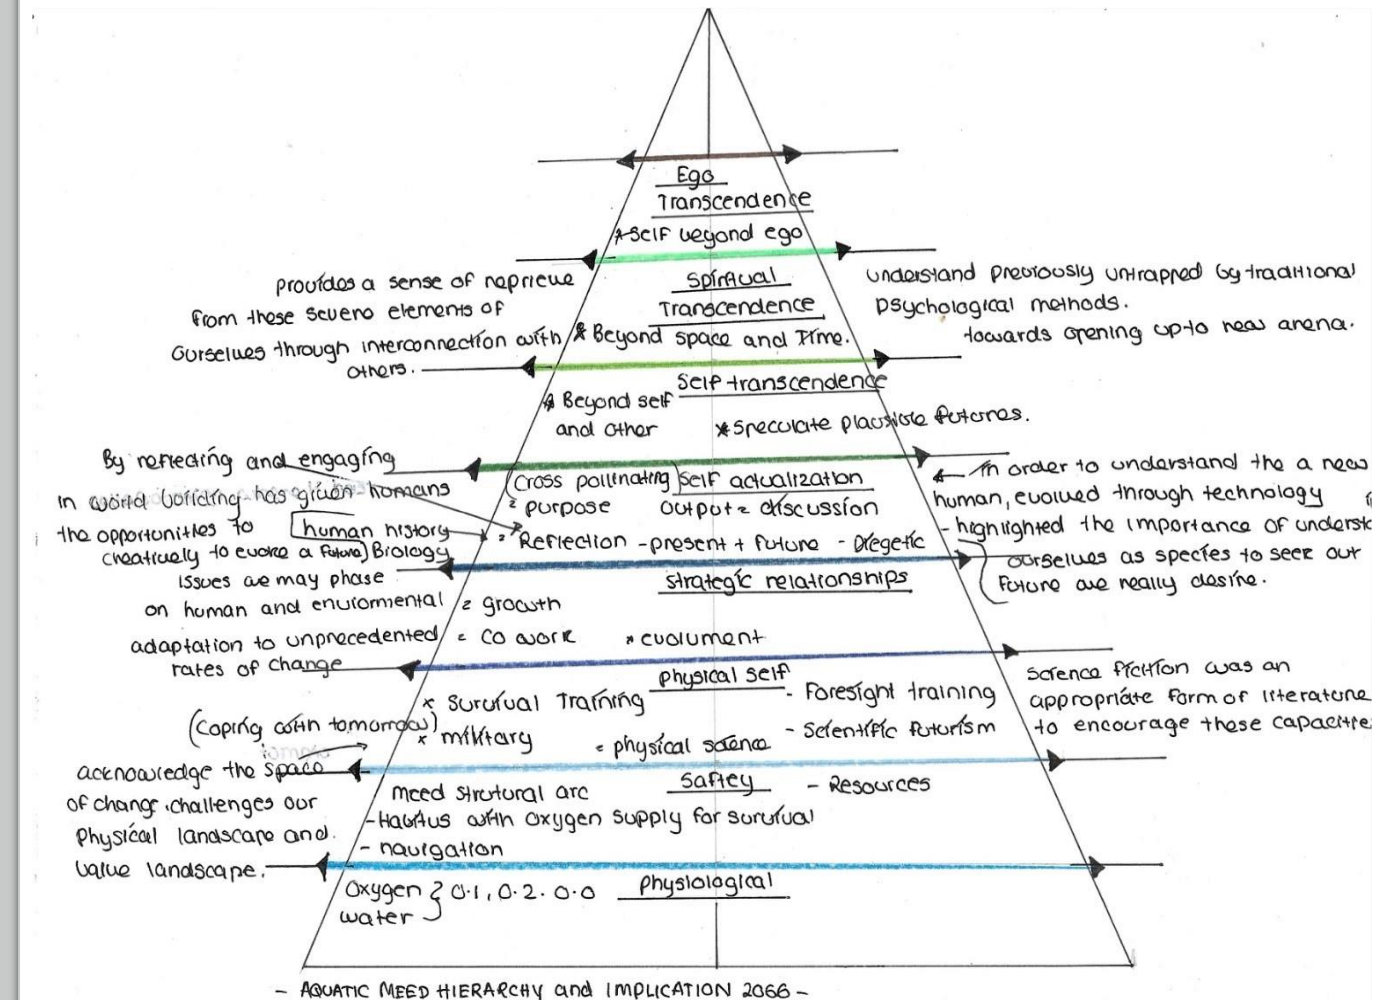 Ego
Transcendence
*Self beyond ego
Spiritual
Transcendence
* Beyond space and Time.
provides a sense of
from these elements of
ourselves through interconnection with
others.
understand previously untrapped by traditional
psychological methods.
towards opening up to new arena.
Self transcendence
* Beyond self
and other
* speculate plausible futures.
By reflecting and engaging
in world building has given humans
the opportunities to
creatively to evoke a future
human history
Biology
issues we may phase
on human and enviormental
adaptation to unprecedented
rates of change
(cross pollinating) Self actualization
= purpose
output = discussion
= Reflection - present + future - Diegetic
← in order to understand the a new
human, evolved through technology
- highlighted the importance of underst
ourselves as species to seek out
future we really desire.
strategic relationships
= growth
= co work
* evolument
physical self
× survival Training
× military
= physical science
- Foresight training
- Scientific futurism
science fiction was an
appropriate form of literature
to encourage these capacitie
(coping with tomorrow)
acknowledge the space
of change challenges our
Physical landscape and
value landscape.
Saftey
- Resources
need strutural arc
- Habitus with oxygen supply for survival
- navigation
Physiological
Oxygen } 0.1, 0.2. 0.0
water
- AQUATIC NEED HIERARCHY and IMPLICATION 2066 -